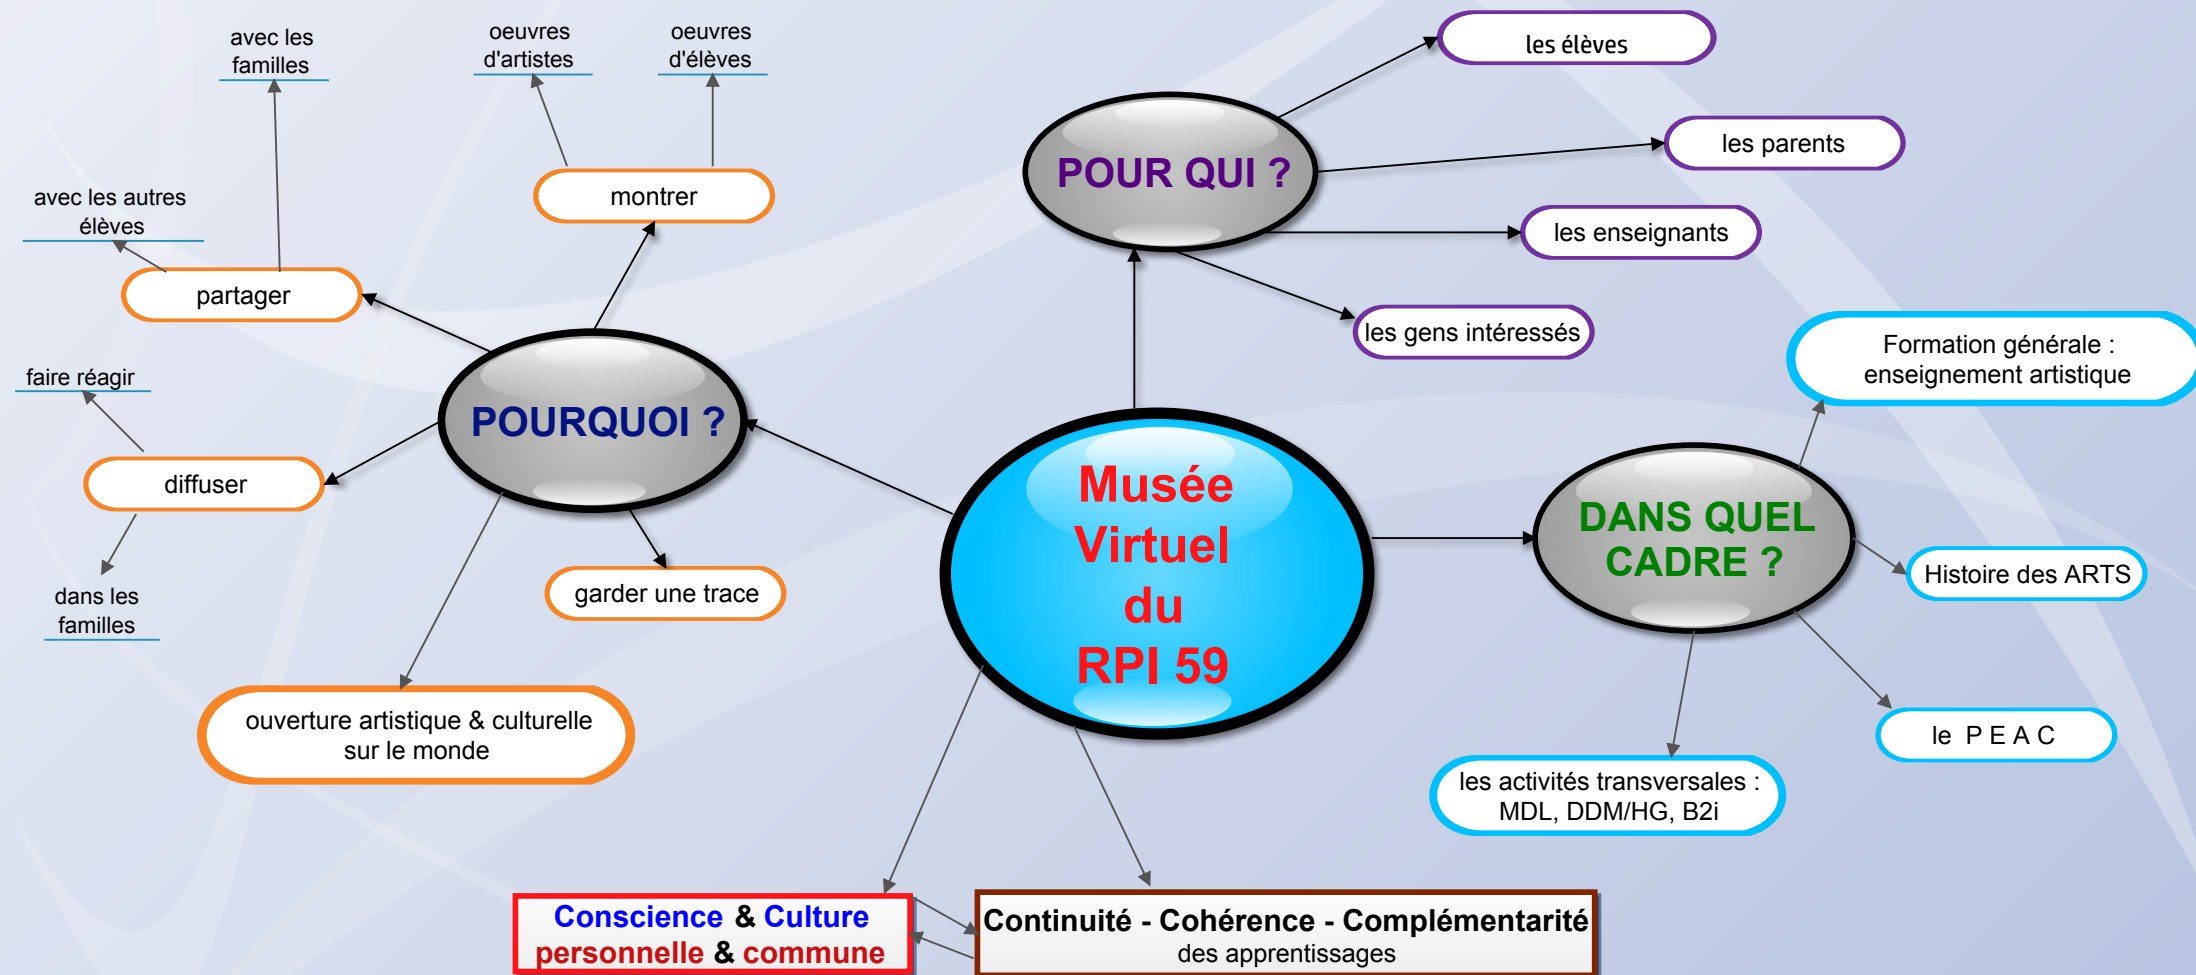 avec les
familles
oeuvres
d'artistes
oeuvres
d'élèves
avec les autres
élèves
montrer
partager
faire réagir
diffuser
dans les
familles
POURQUOI ?
garder une trace
ouverture artistique & culturelle
sur le monde
POUR QUI ?
les élèves
les parents
les enseignants
les gens intéressés
Musée
Virtuel
du
RPI 59
DANS QUEL
CADRE ?
Formation générale :
enseignement artistique
Histoire des ARTS
le P E A C
les activités transversales :
MDL, DDM/HG, B2i
Conscience & Culture
personnelle & commune
Continuité - Cohérence - Complémentarité
des apprentissages